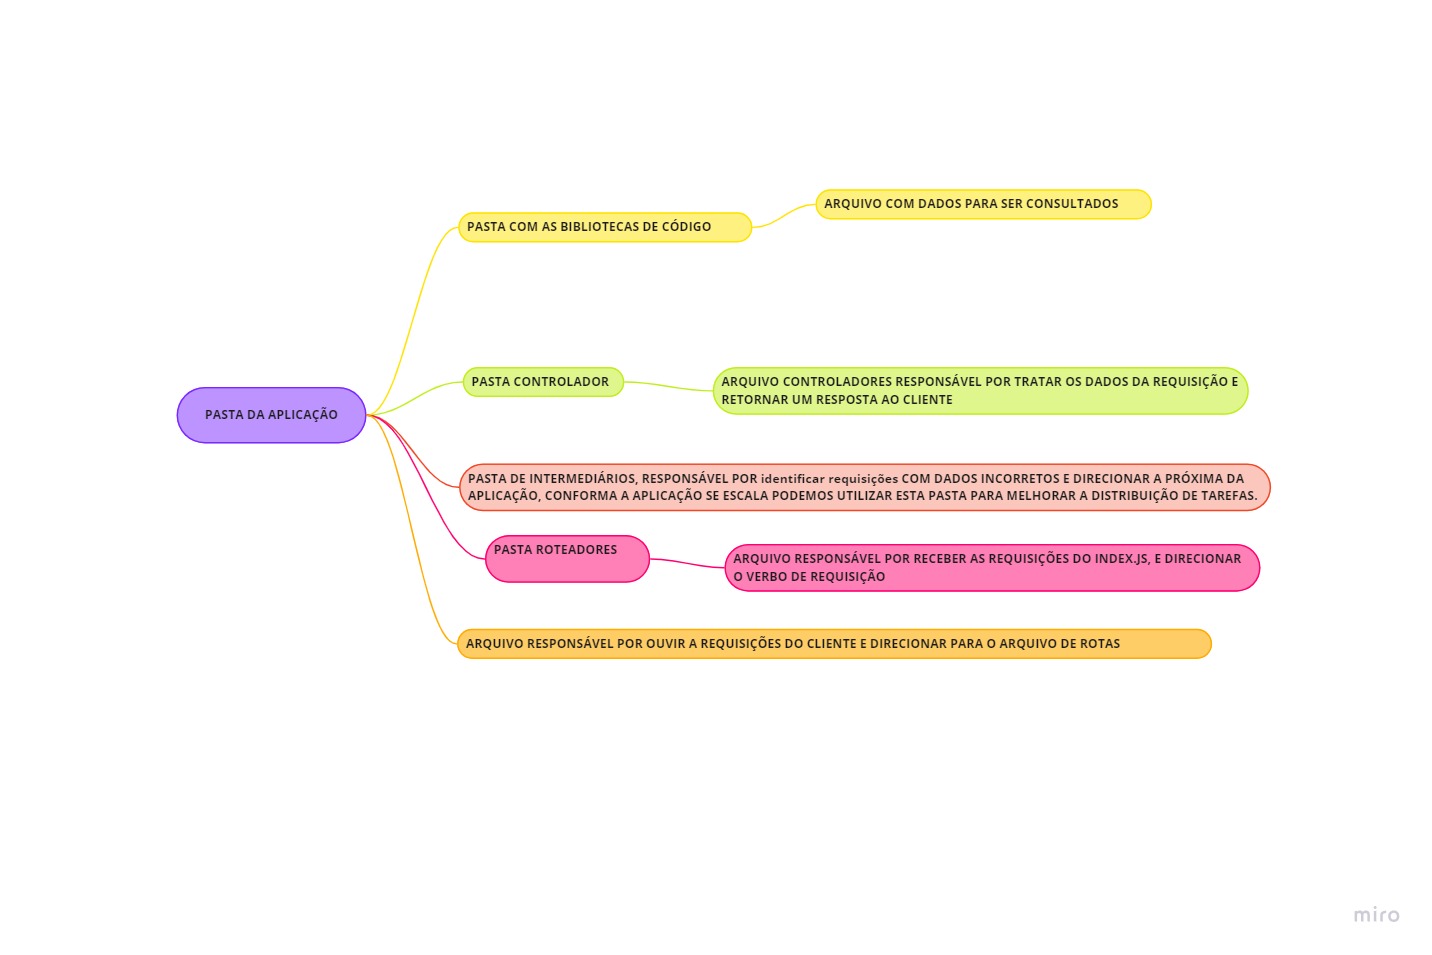 ARQUIVO COM DADOS PARA SER CONSULTADOS
PASTA COM AS BIBLIOTECAS DE CÓDIGO
PASTA CONTROLADOR
ARQUIVO CONTROLADORES RESPONSÁVEL POR TRATAR OS DADOS DA REQUISIÇÃO E
RETORNAR UM RESPOSTA AO CLIENTE
PASTA DA APLICAÇÃO
PASTA DE INTERMEDIÁRIOS, RESPONSÁVEL POR identificar requisições COM DADOS INCORRETOS E DIRECIONAR A PRÓXIMA DA
APLICAÇÃO, CONFORMA A APLICAÇÃO SE ESCALA PODEMOS UTILIZAR ESTA PASTA PARA MELHORAR A DISTRIBUIÇÃO DE TAREFAS.
PASTA ROTEADORES
ARQUIVO RESPONSÁVEL POR RECEBER AS REQUISIÇÕES DO INDEX.JS, E DIRECIONAR
O VERBO DE REQUISIÇÃO
ARQUIVO RESPONSÁVEL POR OUVIR A REQUISIÇÕES DO CLIENTE E DIRECIONAR PARA O ARQUIVO DE ROTAS
miro